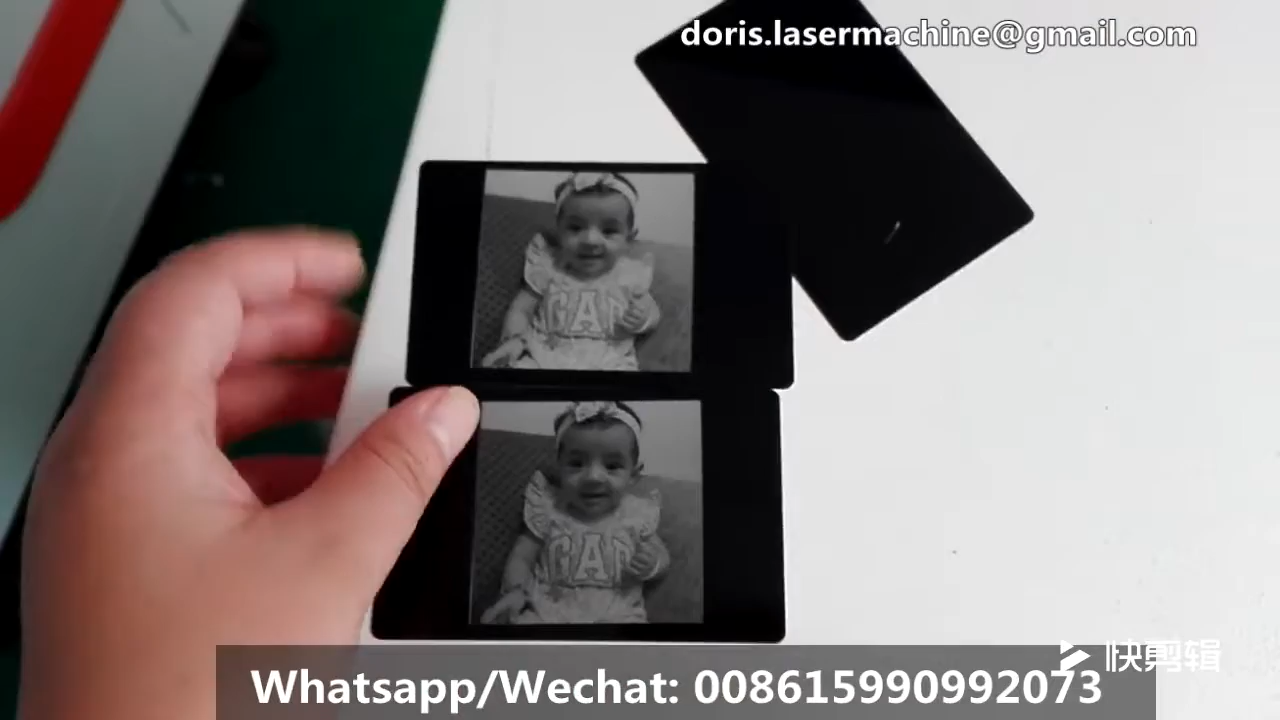 doris.lasermachine@gmail.com
GAP
GAP
快剪辑
Whatsapp/Wechat: 008615990992073